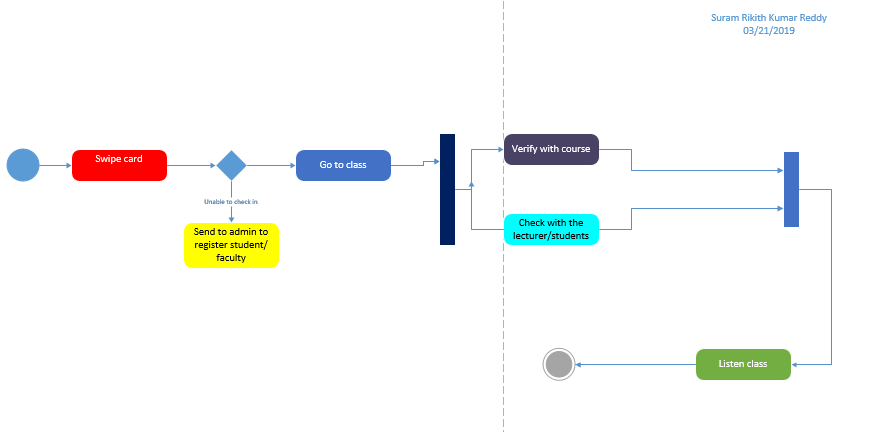 Suram Rikith Kumar Reddy
03/21/2019
Swipe card
Go to class
Verify with course
Unable to check in
Send to admin to
register student/
faculty
Check with the
lecturer/students
Listen class